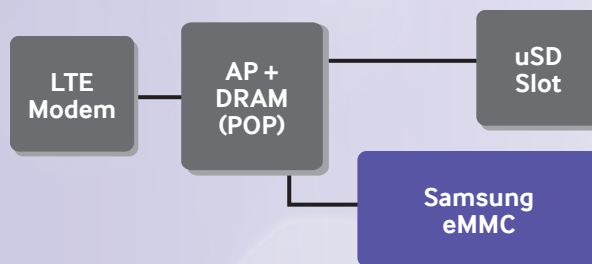 LTE
Modem
AP +
DRAM
(POP)
uSD
Slot
Samsung
eMMC